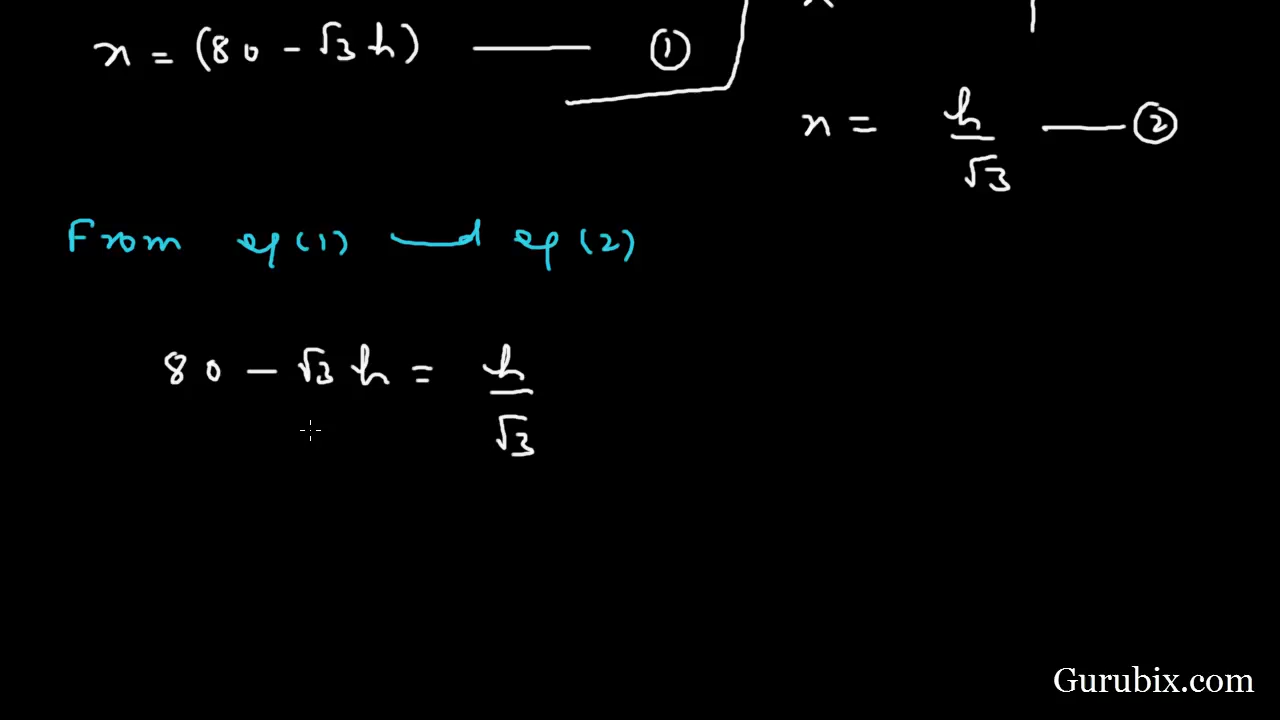 x = (80 - √3 h) —— ①
x = h/√3 —— ②
From eq (1) and eq (2)
80 - √3 h = h/√3
Gurubix.com